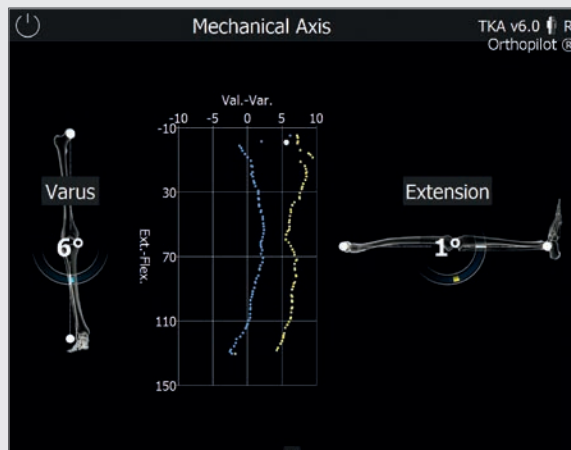 Mechanical Axis
TKA v6.0 R
Orthopilot ®
Val.-Var.
-10 -5 0 5 10
-10
30
70
110
150
Ext.-Flex.
Varus
6°
Extension
1°